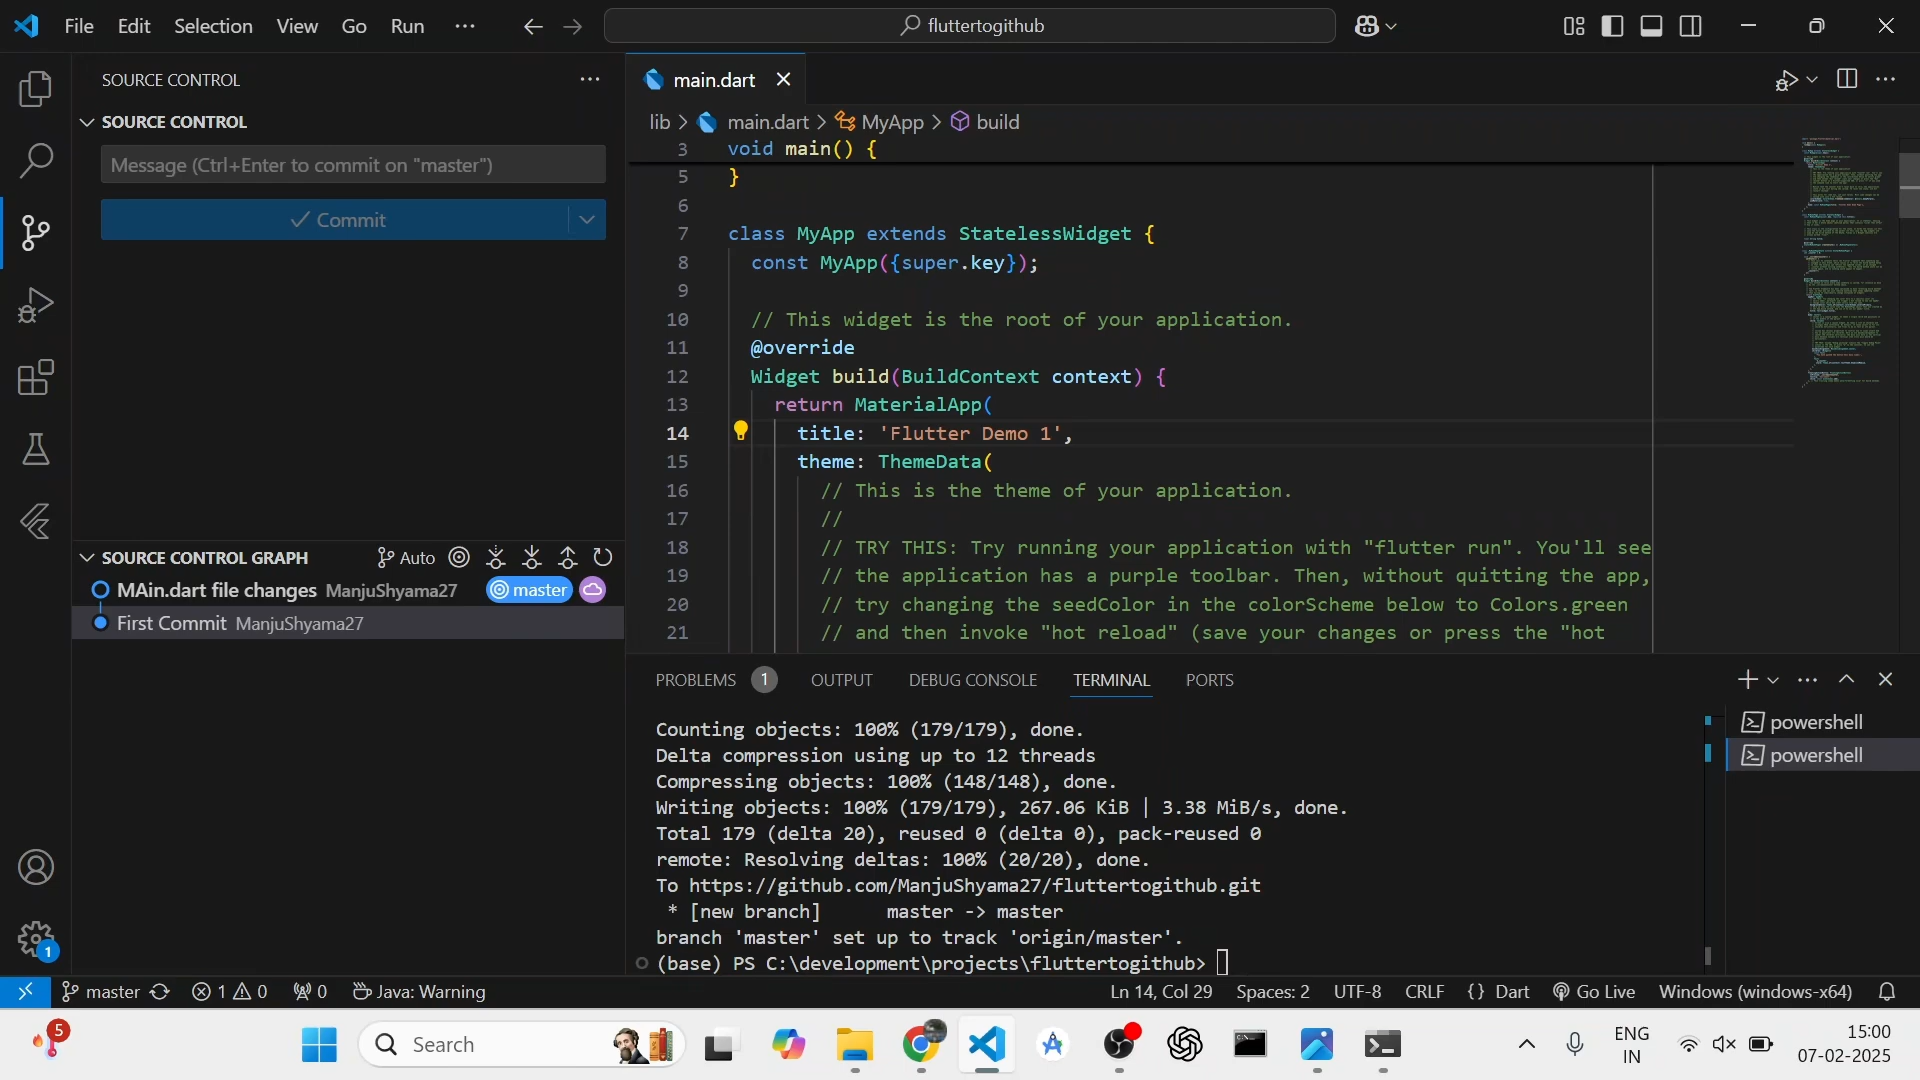 File Edit Selection View Go Run ...
fluttertogithub
SOURCE CONTROL
SOURCE CONTROL
Message (Ctrl+Enter to commit on "master")
Commit
SOURCE CONTROL GRAPH
Auto
MAin.dart file changes ManjuShyama27 master
First Commit ManjuShyama27
main.dart
lib > main.dart > MyApp > build
3 void main() {
5 }
6
7 class MyApp extends StatelessWidget {
8 const MyApp({super.key});
9
10 // This widget is the root of your application.
11 @override
12 Widget build(BuildContext context) {
13 return MaterialApp(
14 title: 'Flutter Demo 1',
15 theme: ThemeData(
16 // This is the theme of your application.
17 //
18 // TRY THIS: Try running your application with "flutter run". You'll see
19 // the application has a purple toolbar. Then, without quitting the app,
20 // try changing the seedColor in the colorScheme below to Colors.green
21 // and then invoke "hot reload" (save your changes or press the "hot
PROBLEMS 1 OUTPUT DEBUG CONSOLE TERMINAL PORTS
Counting objects: 100% (179/179), done.
Delta compression using up to 12 threads
Compressing objects: 100% (148/148), done.
Writing objects: 100% (179/179), 267.06 KiB | 3.38 MiB/s, done.
Total 179 (delta 20), reused 0 (delta 0), pack-reused 0
remote: Resolving deltas: 100% (20/20), done.
To https://github.com/ManjuShyama27/fluttertogithub.git
* [new branch] master -> master
branch 'master' set up to track 'origin/master'.
(base) PS C:\development\projects\fluttertogithub>
powershell
powershell
1
master 1 0 0 Java: Warning
Ln 14, Col 29 Spaces: 2 UTF-8 CRLF {} Dart Go Live Windows (windows-x64)
5
Search
ENG
IN
15:00
07-02-2025